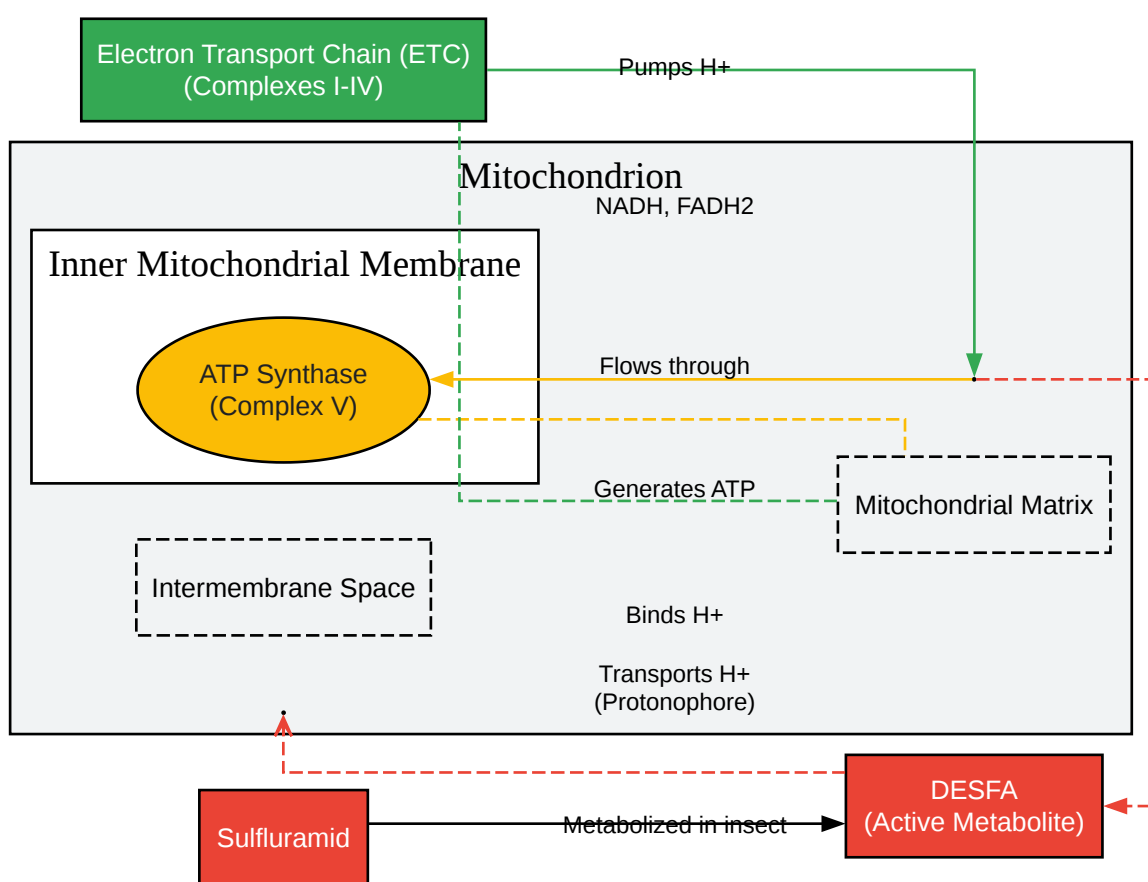 Electron Transport Chain (ETC)
(Complexes I-IV)
Pumps H+
Mitochondrion
NADH, FADH2
Inner Mitochondrial Membrane
Flows through
ATP Synthase
(Complex V)
Generates ATP
Mitochondrial Matrix
Intermembrane Space
Binds H+
Transports H+
(Protonophore)
DESFA
(Active Metabolite)
Metabolized in insect
Sulfluramid